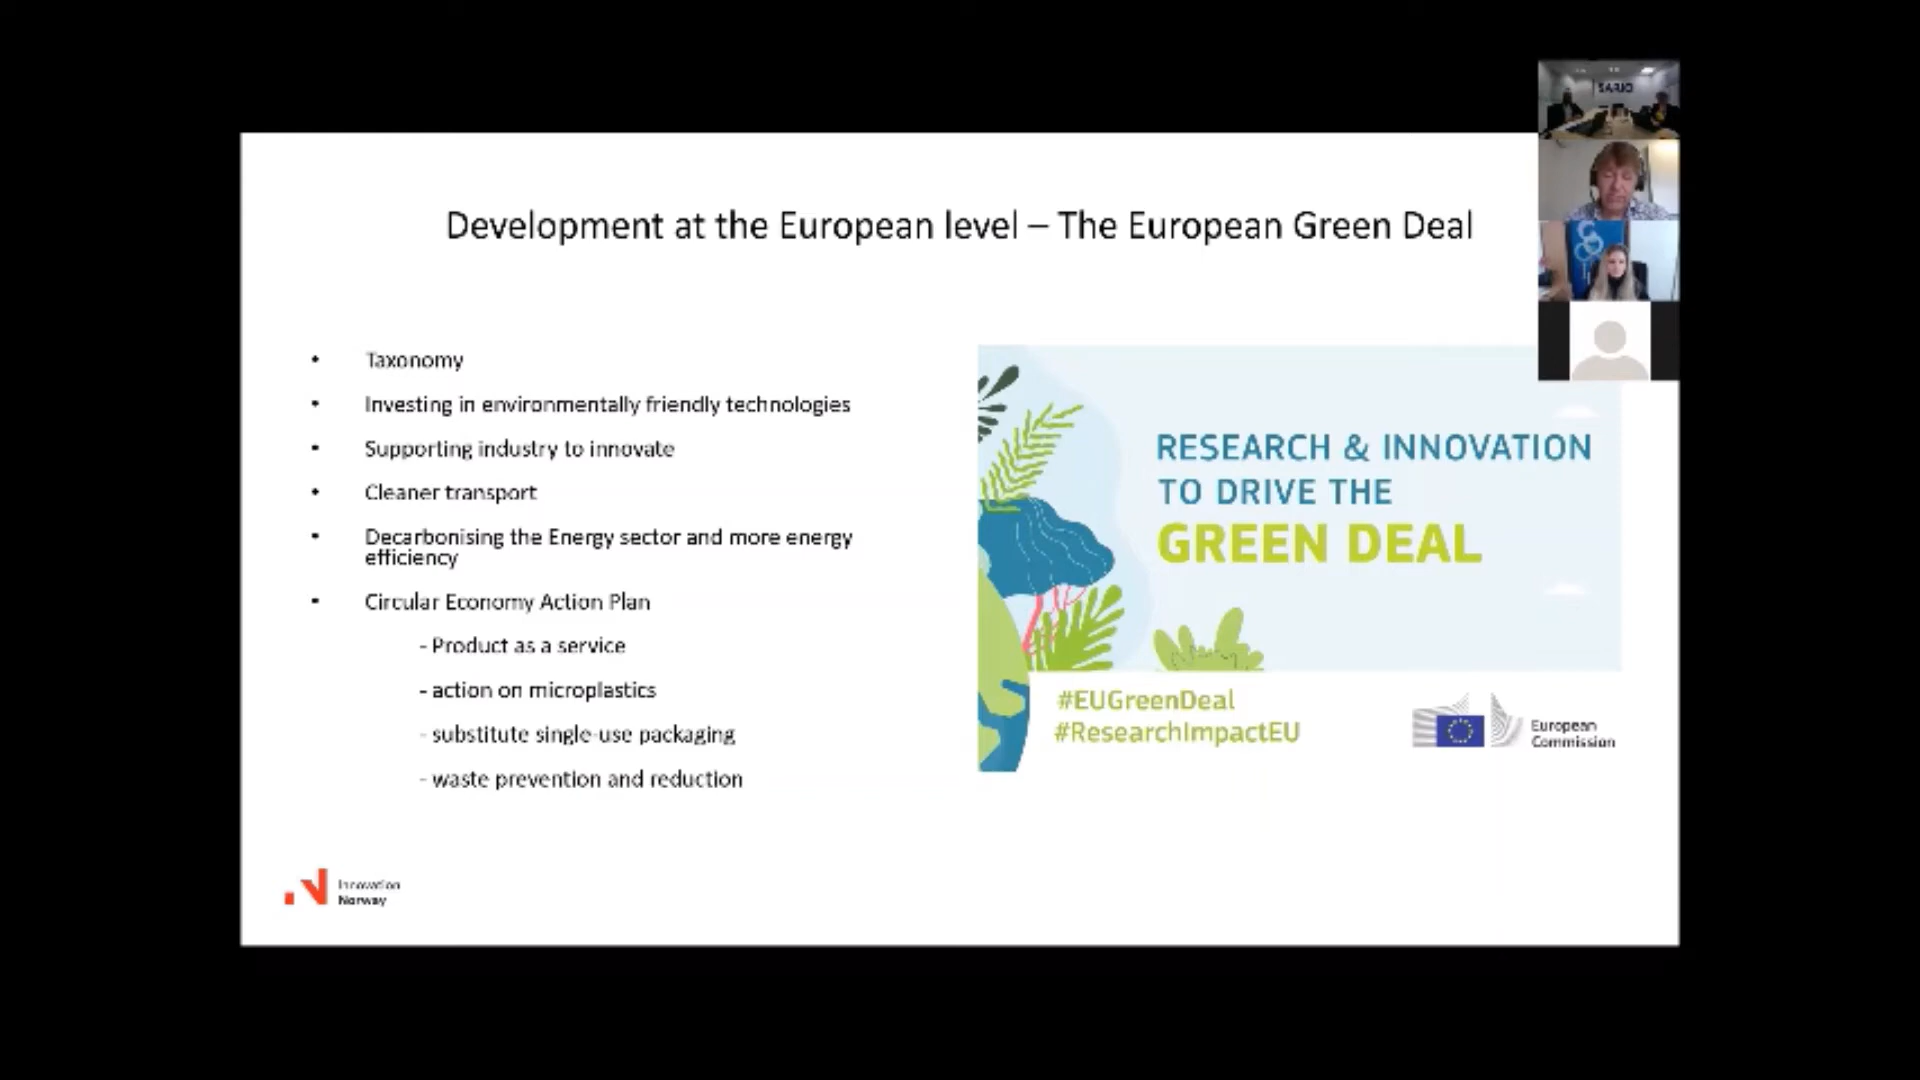 SARIO
Development at the European level – The European Green Deal
• Taxonomy
• Investing in environmentally friendly technologies
• Supporting industry to innovate
• Cleaner transport
• Decarbonising the Energy sector and more energy
efficiency
• Circular Economy Action Plan
- Product as a service
- action on microplastics
- substitute single-use packaging
- waste prevention and reduction
RESEARCH & INNOVATION
TO DRIVE THE
GREEN DEAL
#EUGreenDeal
#ResearchImpactEU
European
Commission
Innovation
Norway